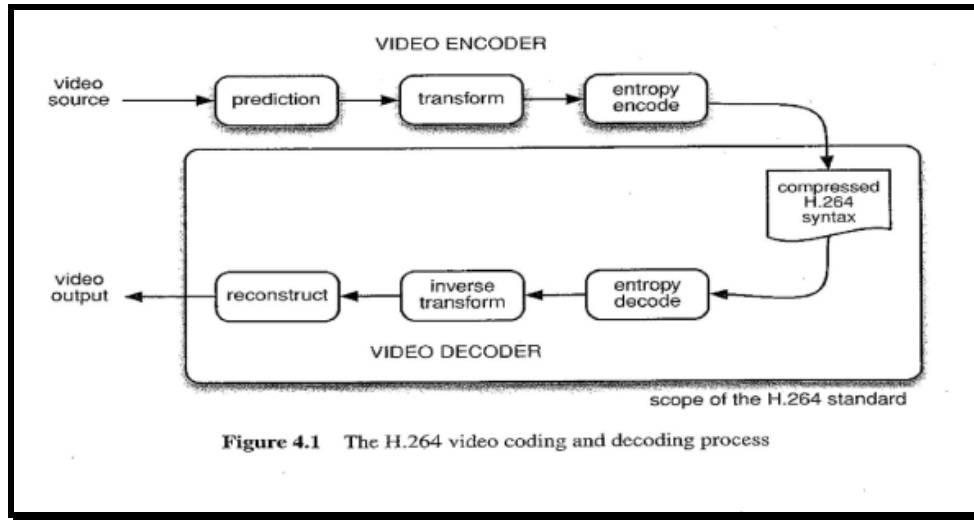 VIDEO ENCODER
video
source
prediction
transform
entropy
encode
compressed
H.264
syntax
video
output
reconstruct
inverse
transform
entropy
decode
VIDEO DECODER
scope of the H.264 standard
Figure 4.1 The H.264 video coding and decoding process